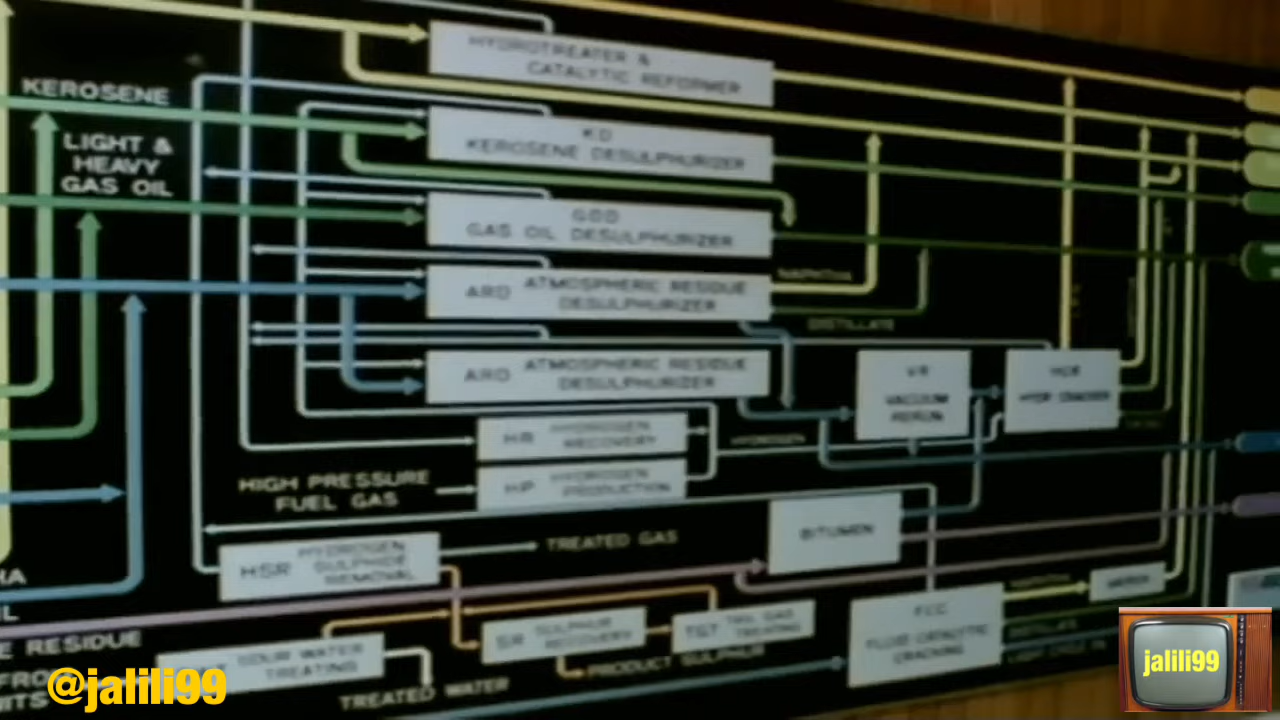 HYDROTREATER &
CATALYTIC REFORMER
KEROSENE
KD
KEROSENE DESULPHURIZER
LIGHT &
HEAVY
GAS OIL
GOD
GAS OIL DESULPHURIZER
NAPHTHA
ARD ATMOSPHERIC RESIDUE
DESULPHURIZER
DISTILLATE
ARD ATMOSPHERIC RESIDUE
DESULPHURIZER
VR
VACUUM
RERUN
HCR
HYDROGEN
HR HYDROGEN
RECOVERY
HIGH PRESSURE
FUEL GAS
HP HYDROGEN
PRODUCTION
BITUMEN
HSR HYDROGEN
SULPHIDE
REMOVAL
TREATED GAS
E RESIDUE
SR SULPHUR
RECOVERY
TGT TAIL GAS
TREATING
FCC
FLUID CATALYTIC
CRACKING
SOUR WATER
TREATING
PRODUCT SULPHUR
TREATED WATER
@jalili99
jalili99